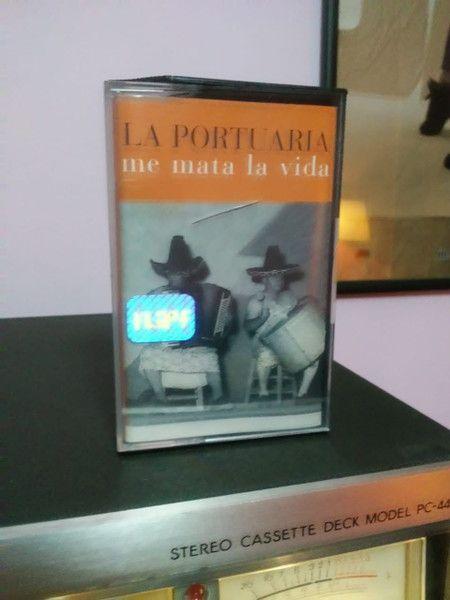 LA PORTUARIA
me mata la vida
STEREO CASSETTE DECK MODEL PC-44